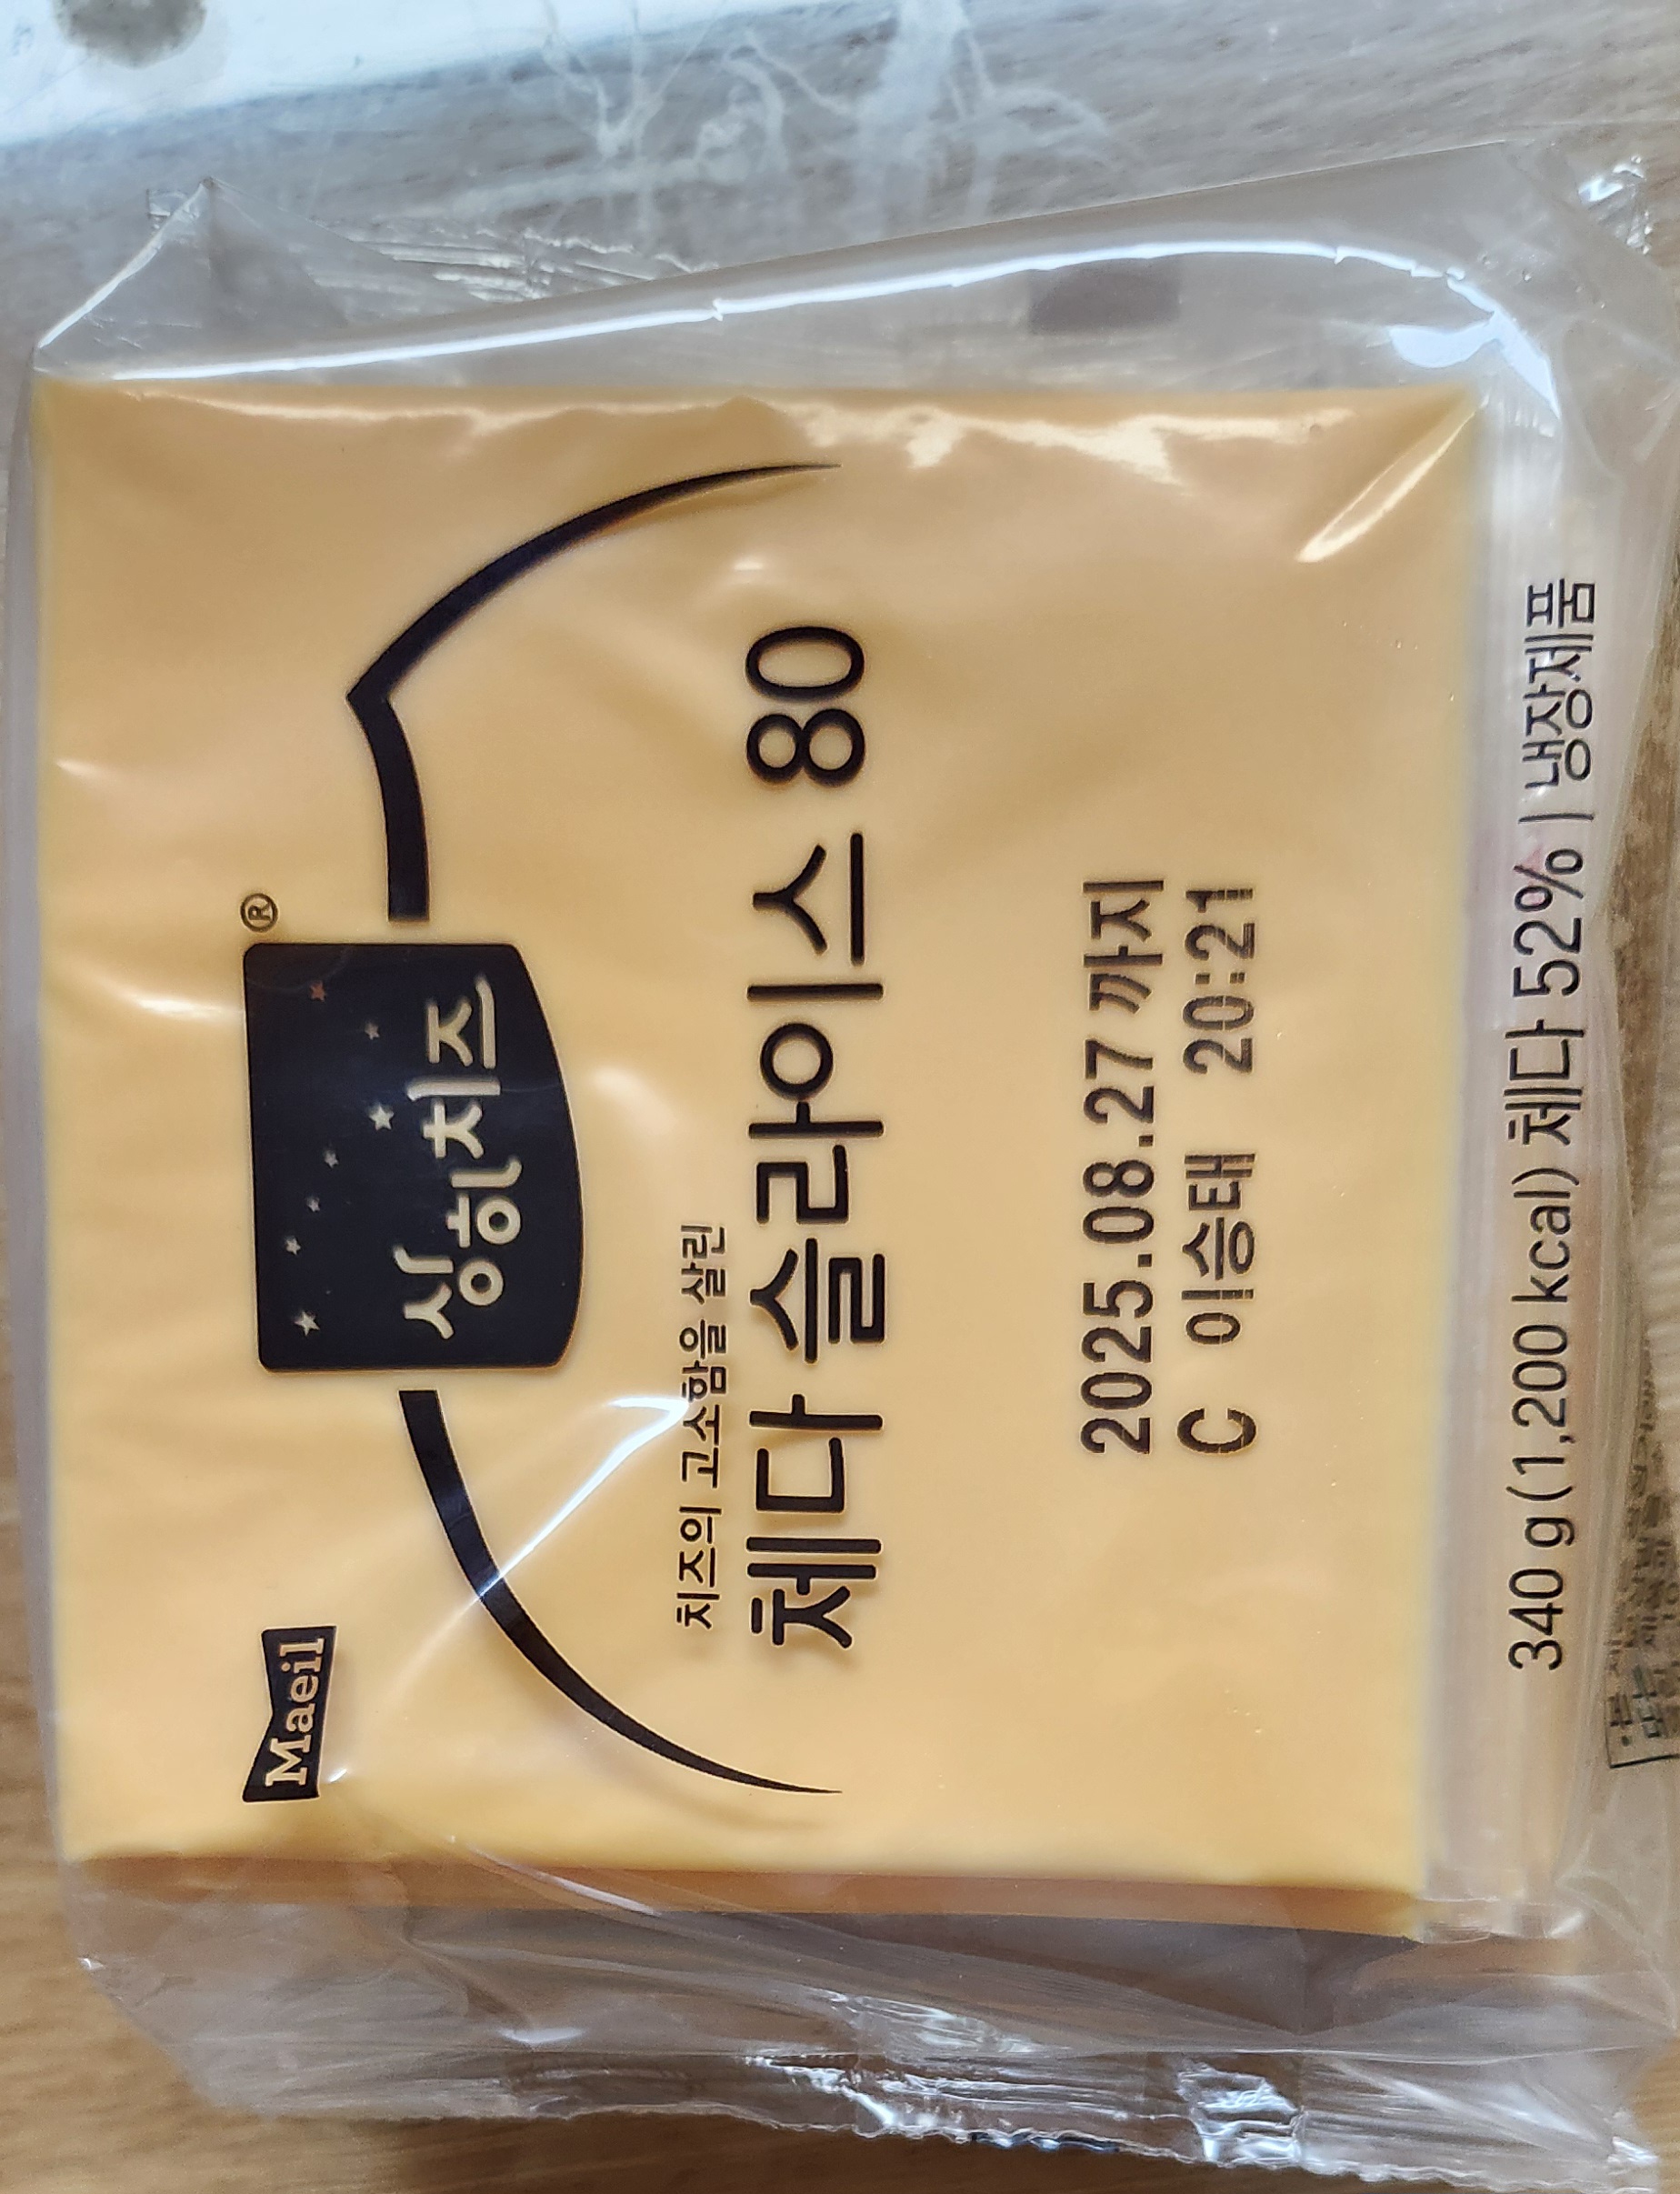 Maeil
상하치즈®
치즈의 고소함을 살린
체다 슬라이스 80
2025.08.27 까지
C 이승태 20:21
340 g (1,200 kcal) 체다 52% | 냉장제품